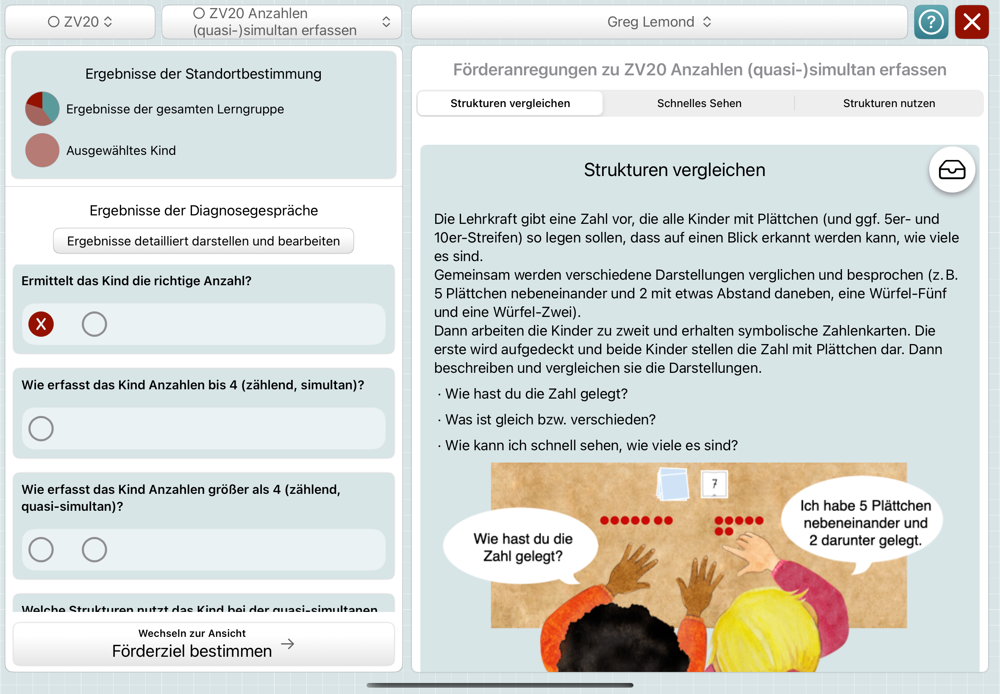 ZV20
ZV20 Anzahlen
(quasi-)simultan erfassen
Greg Lemond
?
Ergebnisse der Standortbestimmung
Ergebnisse der gesamten Lerngruppe
Ausgewähltes Kind
Ergebnisse der Diagnosegespräche
Ergebnisse detailliert darstellen und bearbeiten
Ermittelt das Kind die richtige Anzahl?
X
Wie erfasst das Kind Anzahlen bis 4 (zählend, simultan)?
Wie erfasst das Kind Anzahlen größer als 4 (zählend,
quasi-simultan)?
Welche Strukturen nutzt das Kind bei der quasi-simultanen
Wechseln zur Ansicht
Förderziel bestimmen
Förderanregungen zu ZV20 Anzahlen (quasi-)simultan erfassen
Strukturen vergleichen
Schnelles Sehen
Strukturen nutzen
Strukturen vergleichen
Die Lehrkraft gibt eine Zahl vor, die alle Kinder mit Plättchen (und ggf. 5er- und
10er-Streifen) so legen sollen, dass auf einen Blick erkannt werden kann, wie viele
es sind.
Gemeinsam werden verschiedene Darstellungen verglichen und besprochen (z. B.
5 Plättchen nebeneinander und 2 mit etwas Abstand daneben, eine Würfel-Fünf
und eine Würfel-Zwei).
Dann arbeiten die Kinder zu zweit und erhalten symbolische Zahlenkarten. Die
erste wird aufgedeckt und beide Kinder stellen die Zahl mit Plättchen dar. Dann
beschreiben und vergleichen sie die Darstellungen.
· Wie hast du die Zahl gelegt?
· Was ist gleich bzw. verschieden?
· Wie kann ich schnell sehen, wie viele es sind?
7
Wie hast du die
Zahl gelegt?
Ich habe 5 Plättchen
nebeneinander und
2 darunter gelegt.